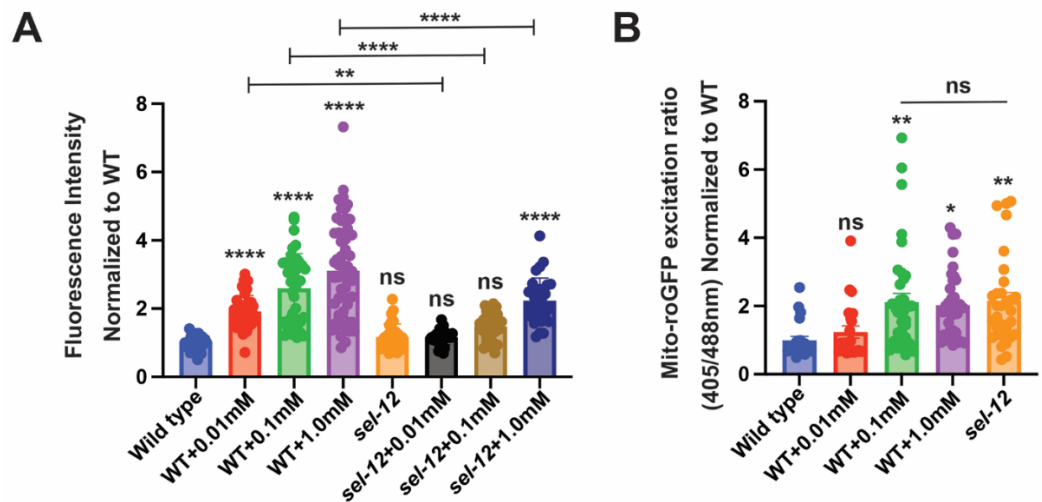 A
B
****
****
**
****
****
****
ns
ns
ns
****
Fluorescence Intensity
Normalized to WT
8
6
4
2
0
Wild type
WT+0.01mM
WT+0.1mM
WT+1.0mM
sel-12
sel-12+0.01mM
sel-12+0.1mM
sel-12+1.0mM
ns
ns
**
*
**
Mito-roGFP excitation ratio
(405/488nm) Normalized to WT
8
6
4
2
0
Wild type
WT+0.01mM
WT+0.1mM
WT+1.0mM
sel-12